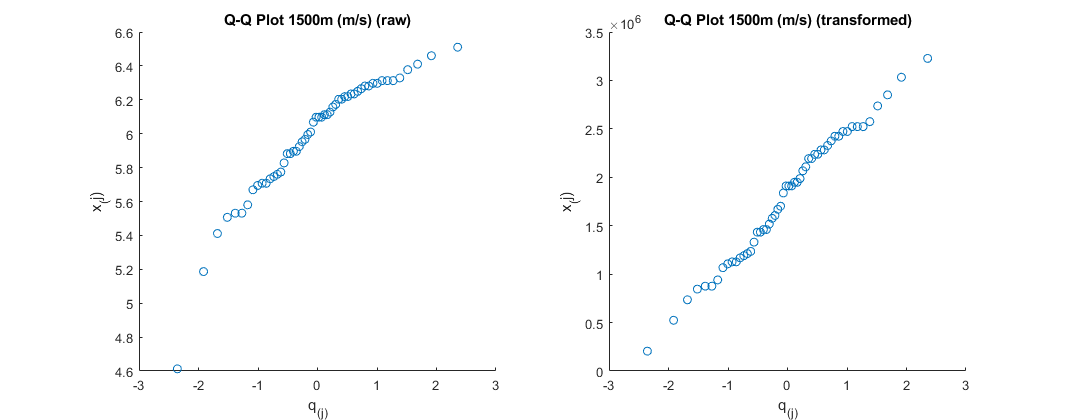 Q-Q Plot 1500m (m/s) (raw)
6.6
6.4
6.2
6
5.8
5.6
5.4
5.2
5
4.8
4.6
x(j)
-3 -2 -1 0 1 2 3
q(j)
Q-Q Plot 1500m (m/s) (transformed)
×10^6
3.5
3
2.5
2
1.5
1
0.5
0
x(j)
-3 -2 -1 0 1 2 3
q(j)